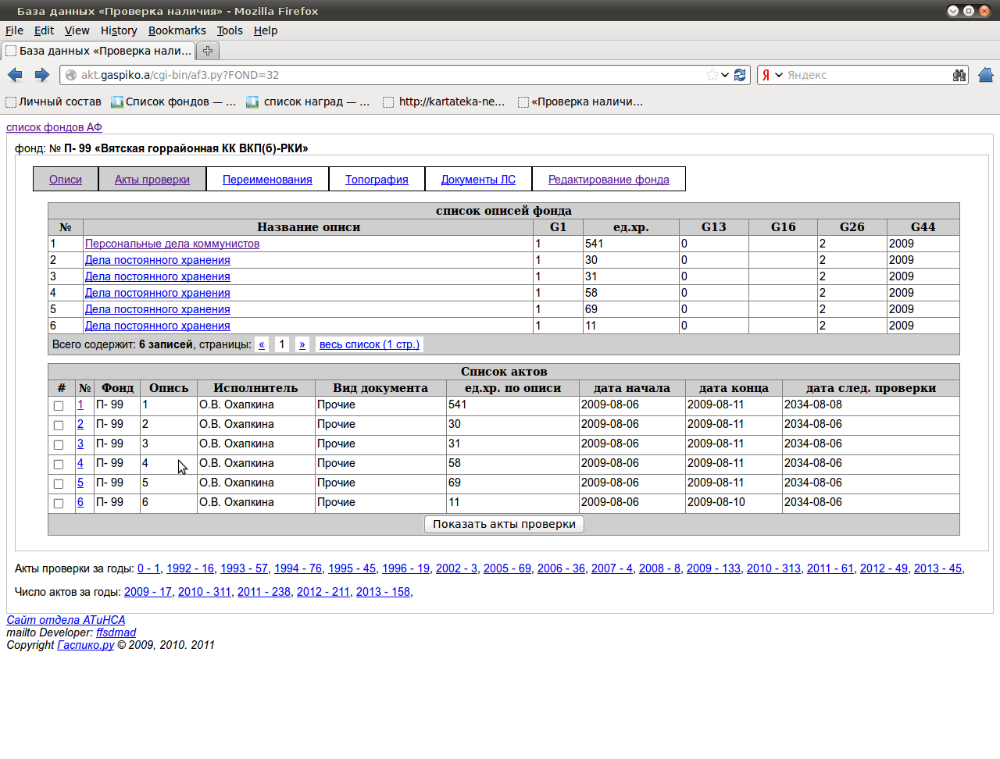 База данных «Проверка наличия» - Mozilla Firefox
File Edit View History Bookmarks Tools Help
База данных «Проверка нали...
akt.gaspiko.a/cgi-bin/af3.py?FOND=32
Я Яндекс
Личный состав Список фондов — ... список наград — ... http://kartateka-ne... «Проверка наличи...
список фондов АФ
фонд: № П- 99 «Вятская горрайонная КК ВКП(б)-РКИ»
Описи Акты проверки Переименования Топография Документы ЛС Редактирование фонда
список описей фонда
№ Название описи G1 ед.хр. G13 G16 G26 G44
1 Персональные дела коммунистов 1 541 0 2 2009
2 Дела постоянного хранения 1 30 0 2 2009
3 Дела постоянного хранения 1 31 0 2 2009
4 Дела постоянного хранения 1 58 0 2 2009
5 Дела постоянного хранения 1 69 0 2 2009
6 Дела постоянного хранения 1 11 0 2 2009
Всего содержит: 6 записей, страницы: « 1 » весь список (1 стр.)
Список актов
# № Фонд Опись Исполнитель Вид документа ед.хр. по описи дата начала дата конца дата след. проверки
1 П- 99 1 О.В. Охапкина Прочие 541 2009-08-06 2009-08-11 2034-08-08
2 П- 99 2 О.В. Охапкина Прочие 30 2009-08-06 2009-08-11 2034-08-06
3 П- 99 3 О.В. Охапкина Прочие 31 2009-08-06 2009-08-11 2034-08-06
4 П- 99 4 О.В. Охапкина Прочие 58 2009-08-06 2009-08-11 2034-08-06
5 П- 99 5 О.В. Охапкина Прочие 69 2009-08-06 2009-08-11 2034-08-06
6 П- 99 6 О.В. Охапкина Прочие 11 2009-08-06 2009-08-10 2034-08-06
Показать акты проверки
Акты проверки за годы: 0 - 1, 1992 - 16, 1993 - 57, 1994 - 76, 1995 - 45, 1996 - 19, 2002 - 3, 2005 - 69, 2006 - 36, 2007 - 4, 2008 - 8, 2009 - 133, 2010 - 313, 2011 - 61, 2012 - 49, 2013 - 45,
Число актов за годы: 2009 - 17, 2010 - 311, 2011 - 238, 2012 - 211, 2013 - 158,
Сайт отдела АТиНСА
mailto Developer: ffsdmad
Copyright Гаспико.ру © 2009, 2010. 2011